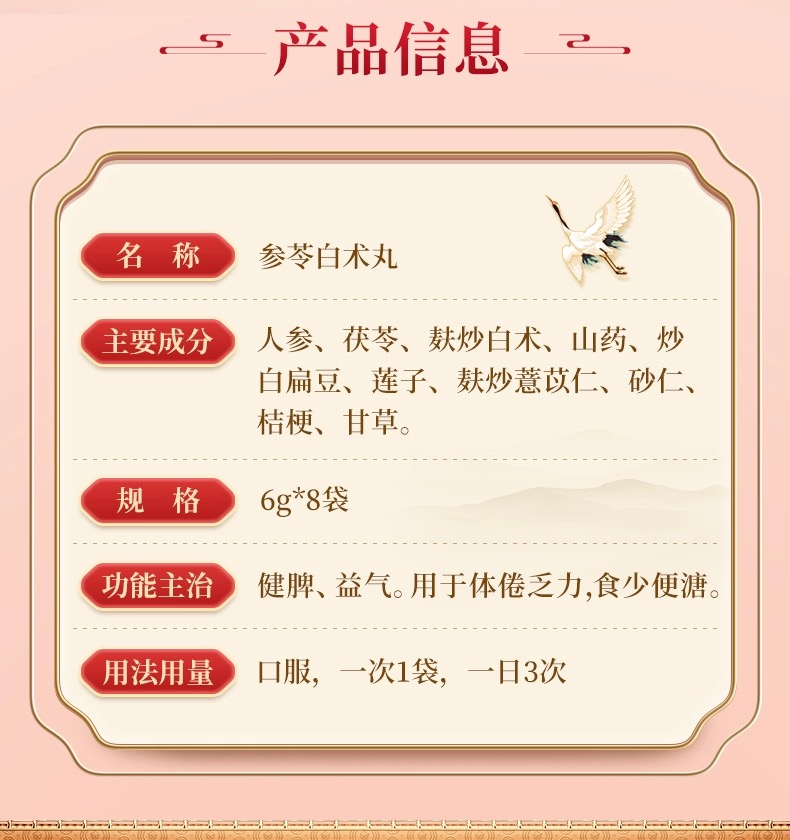 产品信息
名 称 参苓白术丸
主要成分 人参、茯苓、麸炒白术、山药、炒
白扁豆、莲子、麸炒薏苡仁、砂仁、
桔梗、甘草。
规 格 6g*8袋
功能主治 健脾、益气。用于体倦乏力,食少便溏。
用法用量 口服，一次1袋，一日3次